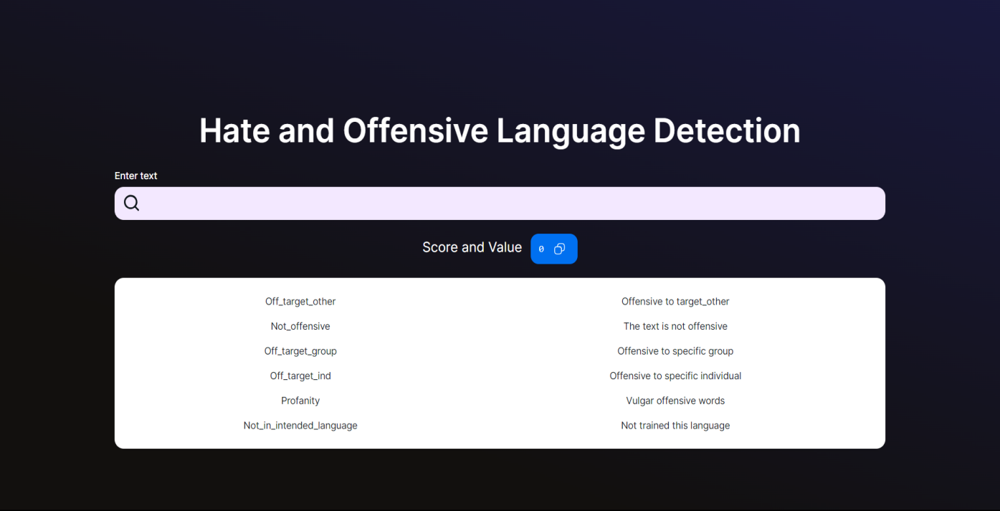 Hate and Offensive Language Detection
Enter text
Score and Value 0
Off_target_other Offensive to target_other
Not_offensive The text is not offensive
Off_target_group Offensive to specific group
Off_target_ind Offensive to specific individual
Profanity Vulgar offensive words
Not_in_intended_language Not trained this language